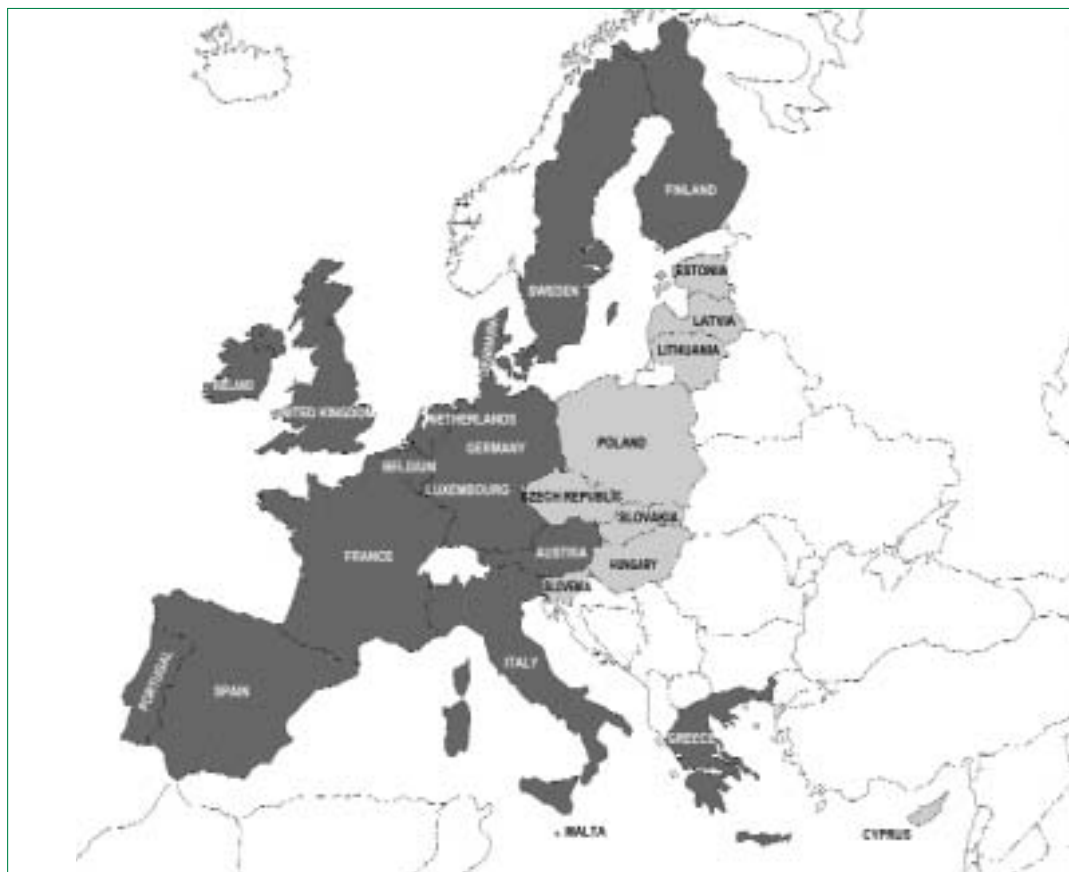 FINLAND
ESTONIA
SWEDEN
LATVIA
DENMARK
LITHUANIA
IRELAND
UNITED KINGDOM
NETHERLANDS
GERMANY
POLAND
BELGIUM
LUXEMBOURG
CZECH REPUBLIC
SLOVAKIA
FRANCE
AUSTRIA
HUNGARY
SLOVENIA
ITALY
PORTUGAL
SPAIN
GREECE
MALTA
CYPRUS